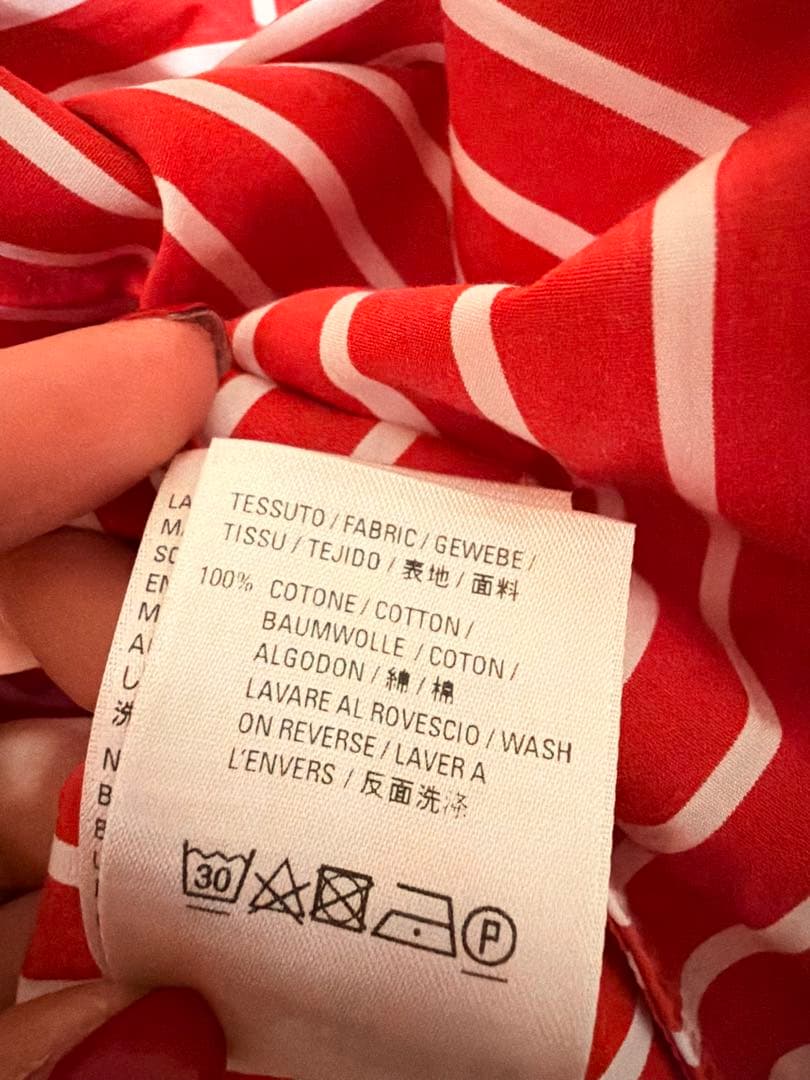 TESSUTO / FABRIC / GEWEBE /
TISSU / TEJIDO / 表地 / 面料
100% COTONE / COTTON /
BAUMWOLLE / COTON /
ALGODON / 綿 / 棉
LAVARE AL ROVESCIO / WASH
ON REVERSE / LAVER A
L'ENVERS / 反面洗涤
30
P